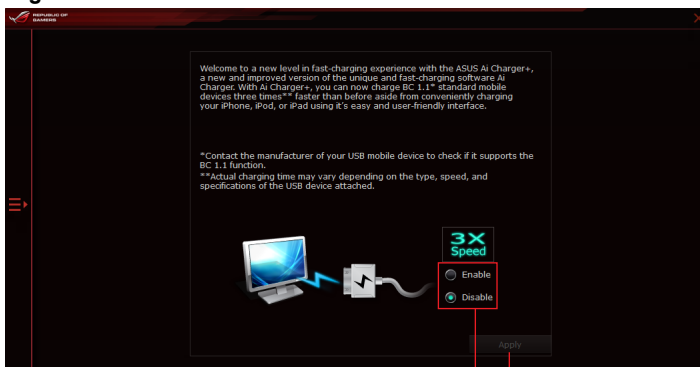 REPUBLIC OF
GAMERS
Welcome to a new level in fast-charging experience with the ASUS Ai Charger+,
a new and improved version of the unique and fast-charging software Ai
Charger. With Ai Charger+, you can now charge BC 1.1* standard mobile
devices three times** faster than before aside from conveniently charging
your iPhone, iPod, or iPad using it's easy and user-friendly interface.
*Contact the manufacturer of your USB mobile device to check if it supports the
BC 1.1 function.
**Actual charging time may vary depending on the type, speed, and
specifications of the USB device attached.
3X
Speed
Enable
Disable
Apply